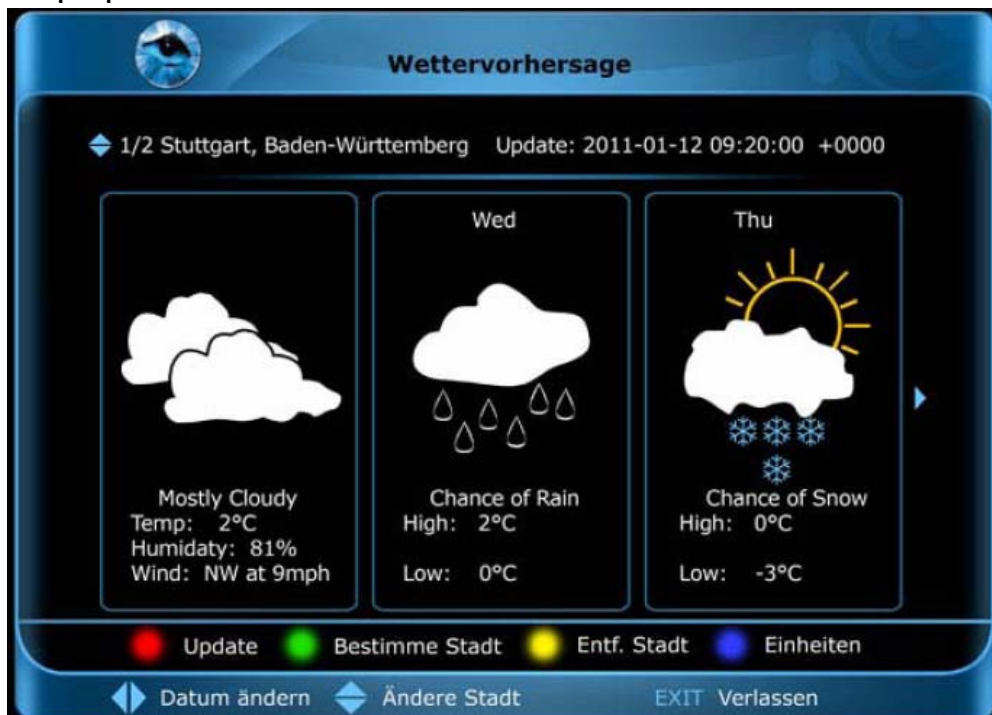 Wettervorhersage
1/2 Stuttgart, Baden-Württemberg Update: 2011-01-12 09:20:00 +0000
Mostly Cloudy
Temp: 2°C
Humidaty: 81%
Wind: NW at 9mph
Wed
Chance of Rain
High: 2°C
Low: 0°C
Thu
Chance of Snow
High: 0°C
Low: -3°C
Update Bestimme Stadt Entf. Stadt Einheiten
Datum ändern Ändere Stadt EXIT Verlassen